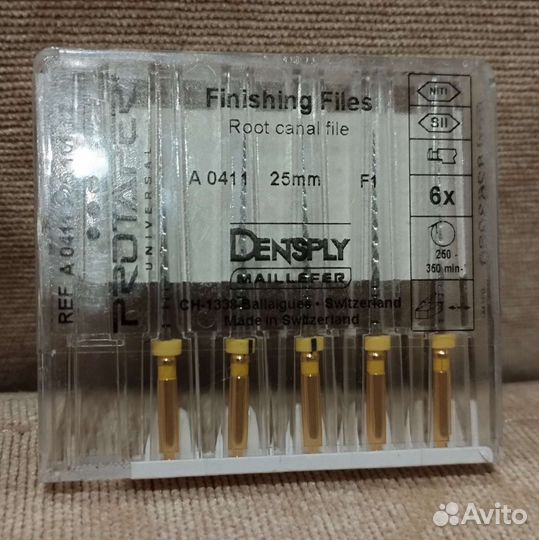 Finishing Files
Root canal file
A 0411 25mm F1
DENTSPLY
MAILLEFER
CH-1338 Ballaigues • Switzerland
Made in Switzerland
NITI
SII
6x
250 -
350 min-
REF A 0411
PROTAPER
UNIVERSAL
Avito